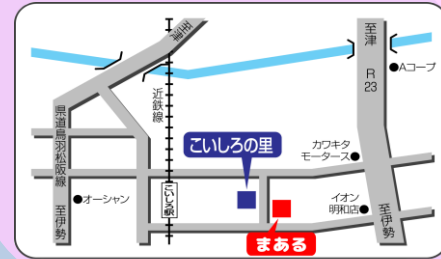 至津
至津
R
23
Aコープ
近鉄線
県道鳥羽松阪線
こいしろの里
カワキタ
モータース
こいしろ駅
オーシャン
至伊勢
イオン
明和店
至伊勢
まある